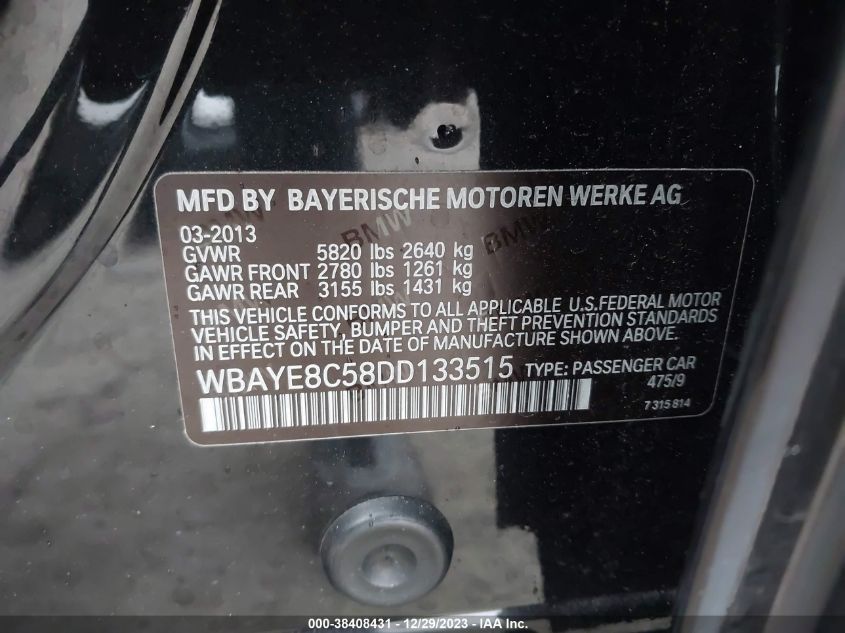 MFD BY BAYERISCHE MOTOREN WERKE AG
03-2013
GVWR 5820 lbs 2640 kg
GAWR FRONT 2780 lbs 1261 kg
GAWR REAR 3155 lbs 1431 kg
THIS VEHICLE CONFORMS TO ALL APPLICABLE U.S.FEDERAL MOTOR
VEHICLE SAFETY, BUMPER AND THEFT PREVENTION STANDARDS
IN EFFECT ON THE DATE OF MANUFACTURE SHOWN ABOVE.
WBAYE8C58DD133515 TYPE: PASSENGER CAR
475/9
7315814
BMW
BMW
000-38408431 - 12/29/2023 - IAA Inc.